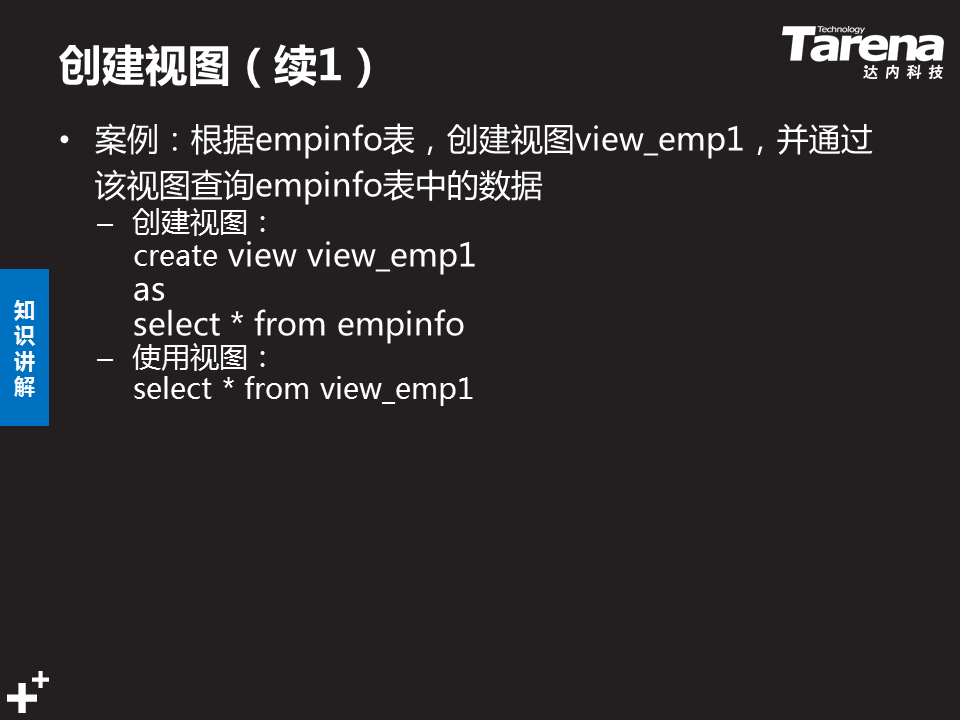 创建视图（续1）
Technology
Tarena
达内科技
• 案例：根据empinfo表，创建视图view_emp1，并通过
该视图查询empinfo表中的数据
– 创建视图：
create view view_emp1
as
select * from empinfo
– 使用视图：
select * from view_emp1
知
识
讲
解